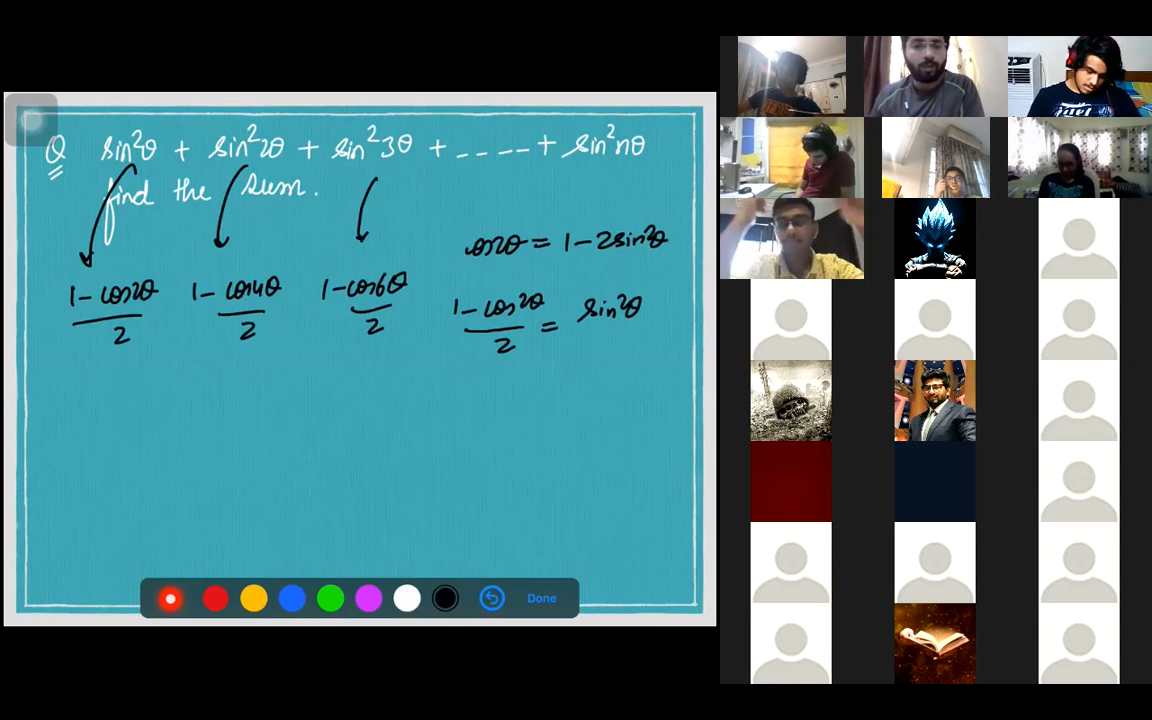 Q sin²θ + sin²2θ + sin²3θ + ---- + sin²nθ
find the sum.
cos2θ = 1-2sin²θ
1-cos2θ/2 1-cos4θ/2 1-cos6θ/2 1-cos2θ/2 = sin²θ
Done